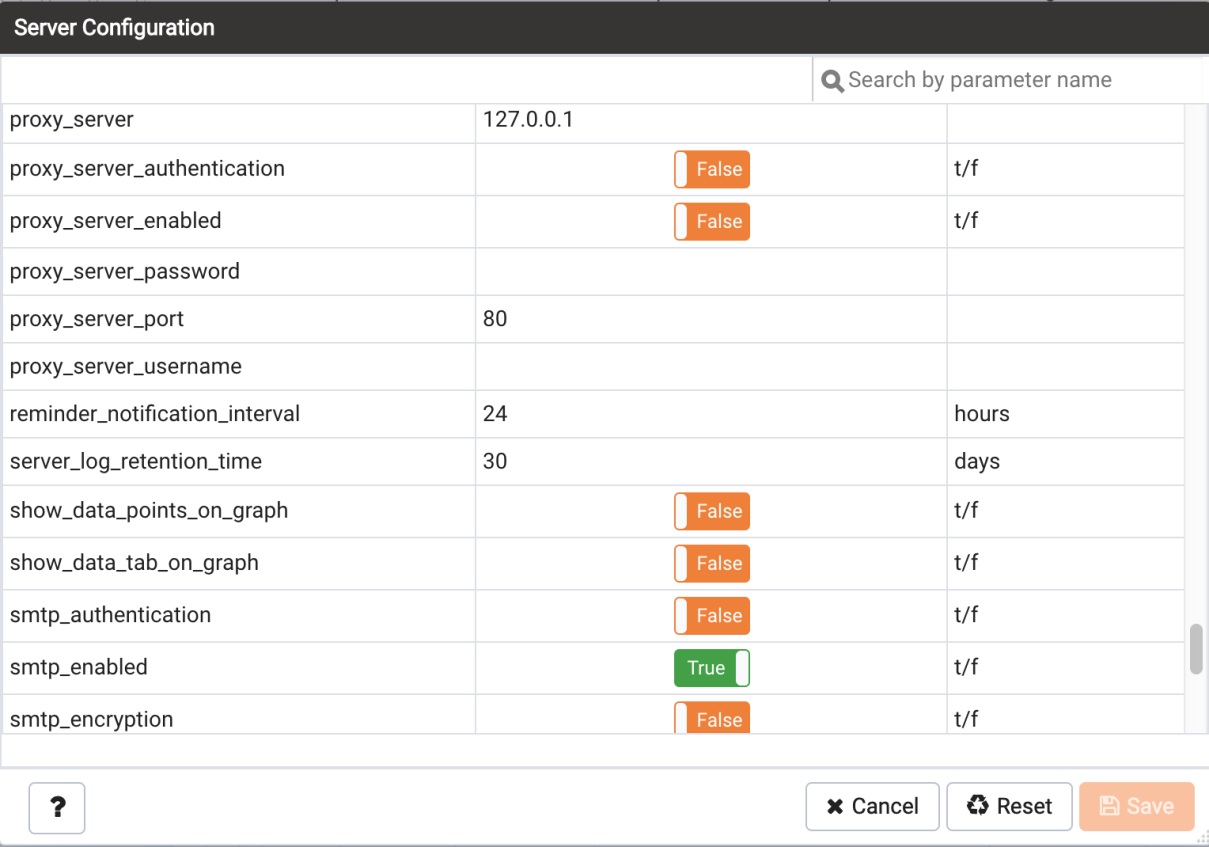 Server Configuration
Search by parameter name
proxy_server 127.0.0.1
proxy_server_authentication False t/f
proxy_server_enabled False t/f
proxy_server_password
proxy_server_port 80
proxy_server_username
reminder_notification_interval 24 hours
server_log_retention_time 30 days
show_data_points_on_graph False t/f
show_data_tab_on_graph False t/f
smtp_authentication False t/f
smtp_enabled True t/f
smtp_encryption False t/f
? Cancel Reset Save